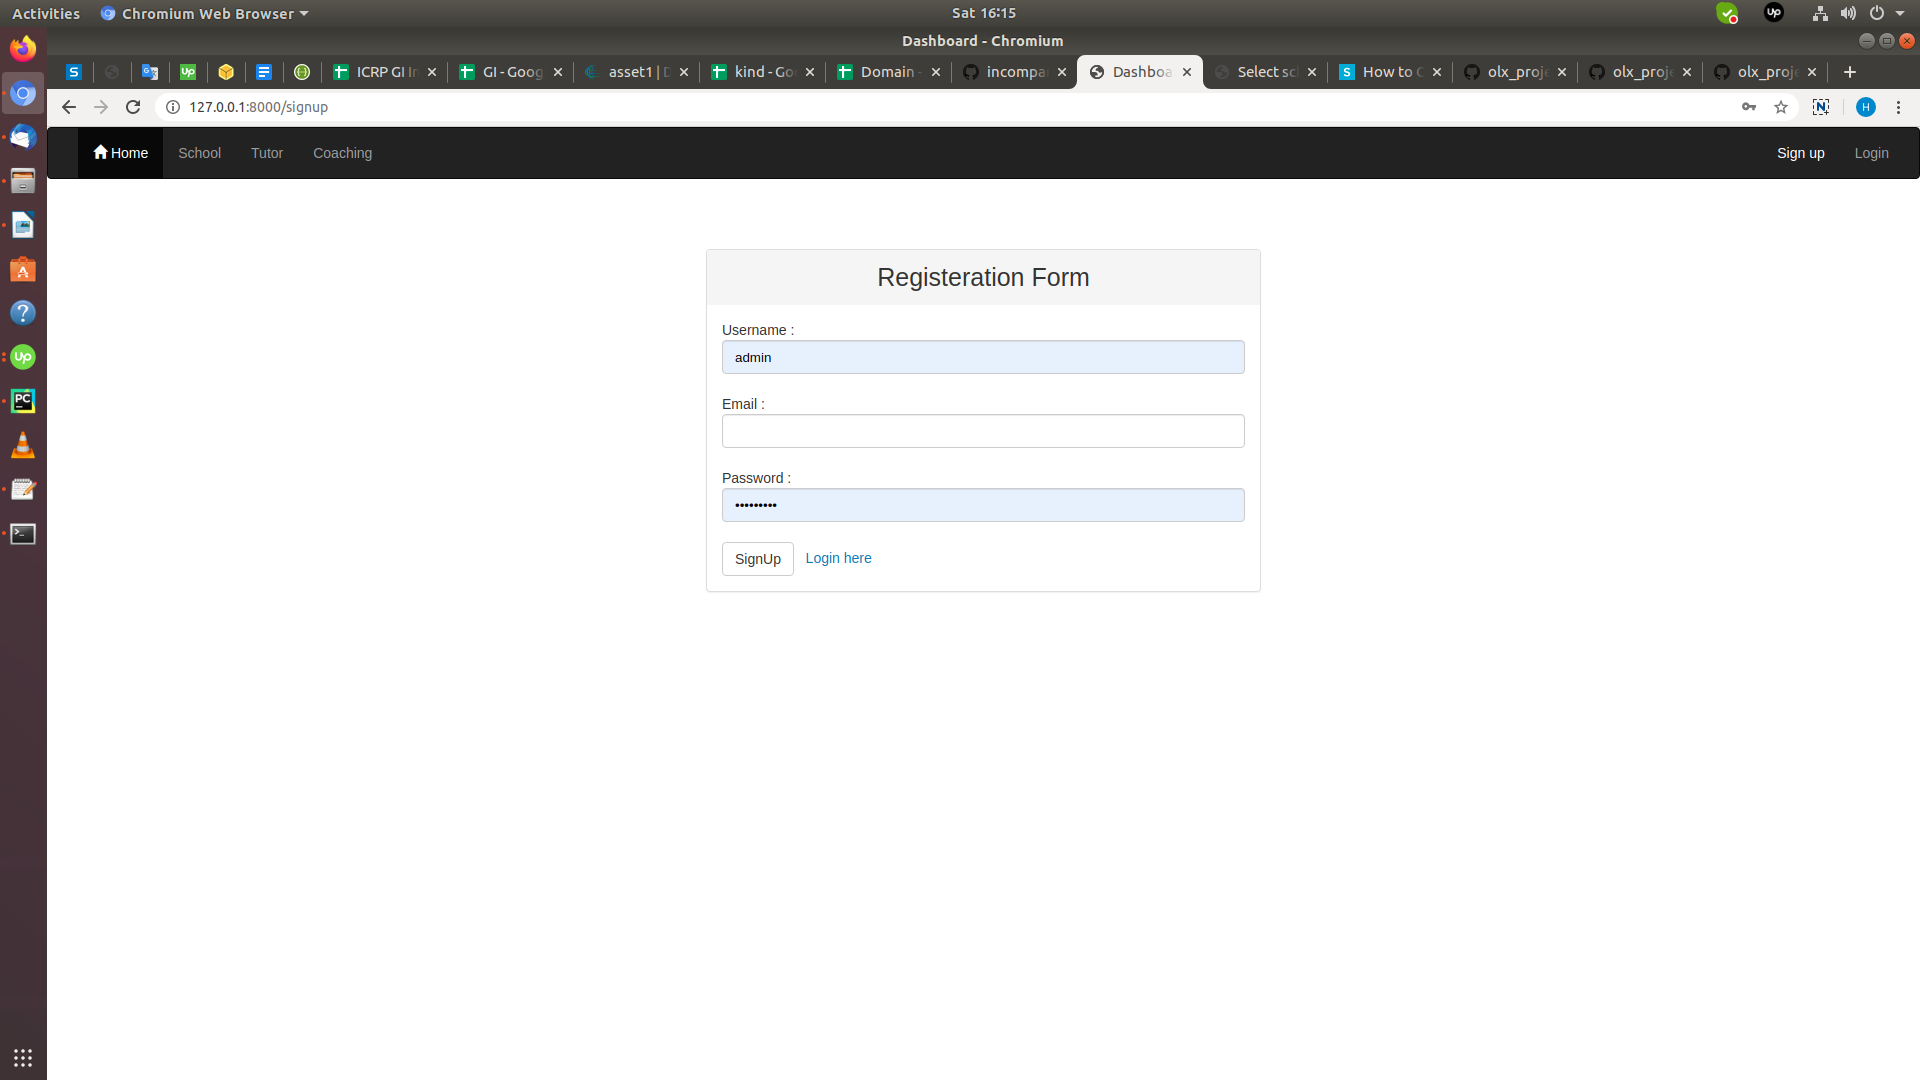 Activities Chromium Web Browser Sat 16:15
Dashboard - Chromium
ICRP GI In GI - Goog asset1 | D kind - Go Domain - incompa Dashboa Select sc How to C olx_proje olx_proje olx_proje
127.0.0.1:8000/signup
Home School Tutor Coaching Sign up Login
Registeration Form
Username :
admin
Email :
Password :
SignUp Login here